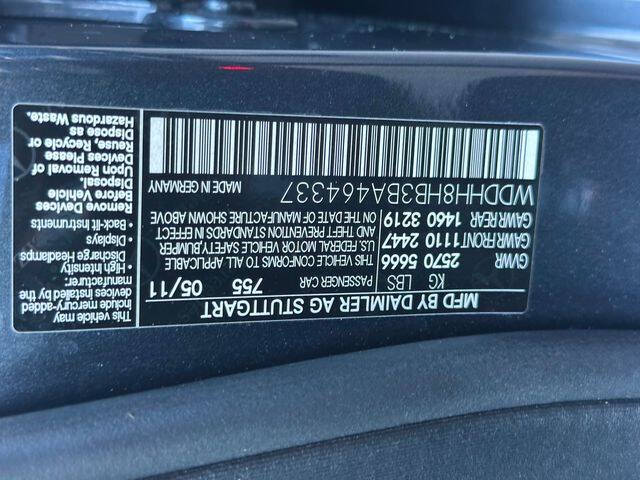 MFD BY DAIMLER AG STUTTGART
KG LBS PASSENGER CAR 755 05/11
GVWR 2570 5666
GAWR FRONT 1110 2447
GAWR REAR 1460 3219
THIS VEHICLE CONFORMS TO ALL APPLICABLE
U.S. FEDERAL MOTOR VEHICLE SAFETY,BUMPER,
AND THEFT PREVENTION STANDARDS IN EFFECT
ON THE DATE OF MANUFACTURE SHOWN ABOVE
WDDHH8HB3BA464337 MADE IN GERMANY
This vehicle may
include mercury-added
devices installed by the
manufacturer:
• High Intensity
Discharge Headlamps
• Displays
• Back-lit Instruments
Remove Devices
Before Vehicle
Disposal.
Upon Removal of
Devices Please
Reuse, Recycle or
Dispose as
Hazardous Waste.